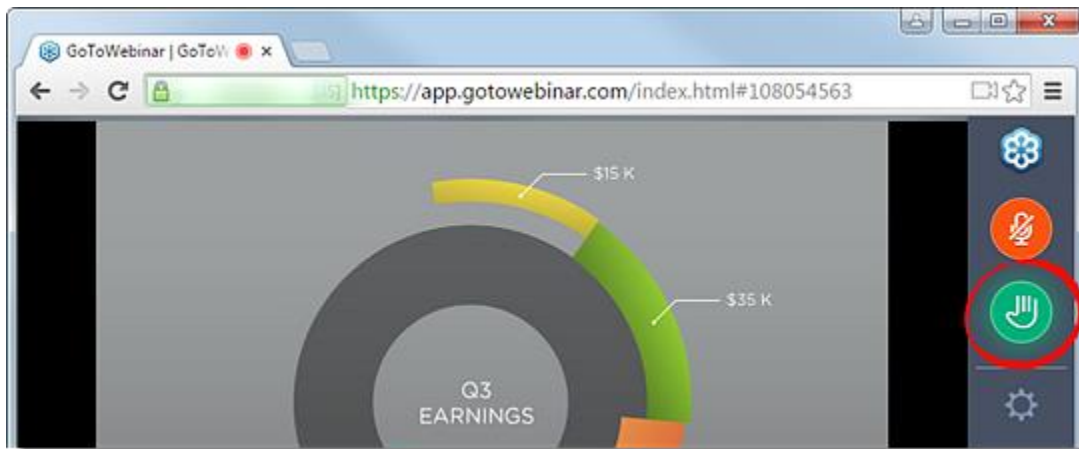 GoToWebinar | GoToW
https://app.gotowebinar.com/index.html#108054563
$15 K
$35 K
Q3
EARNINGS